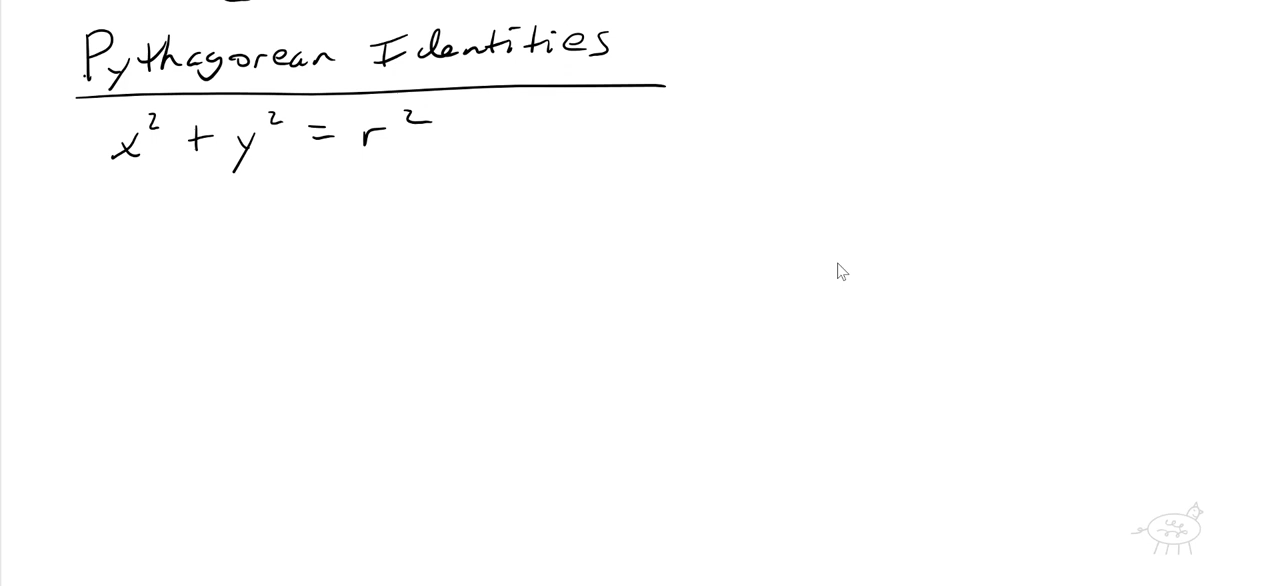 Pythagorean Identities
x² + y² = r²